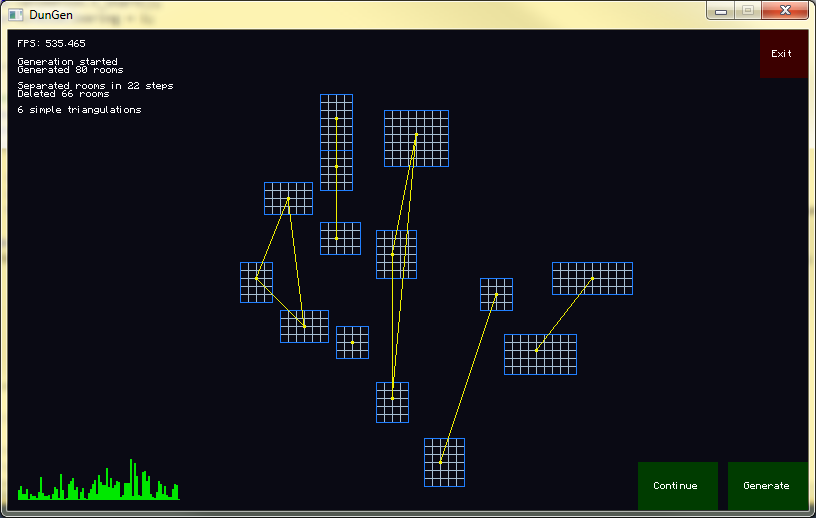 DunGen
FPS: 535.465
Generation started
Generated 80 rooms
Separated rooms in 22 steps
Deleted 66 rooms
6 simple triangulations
Exit
Continue
Generate